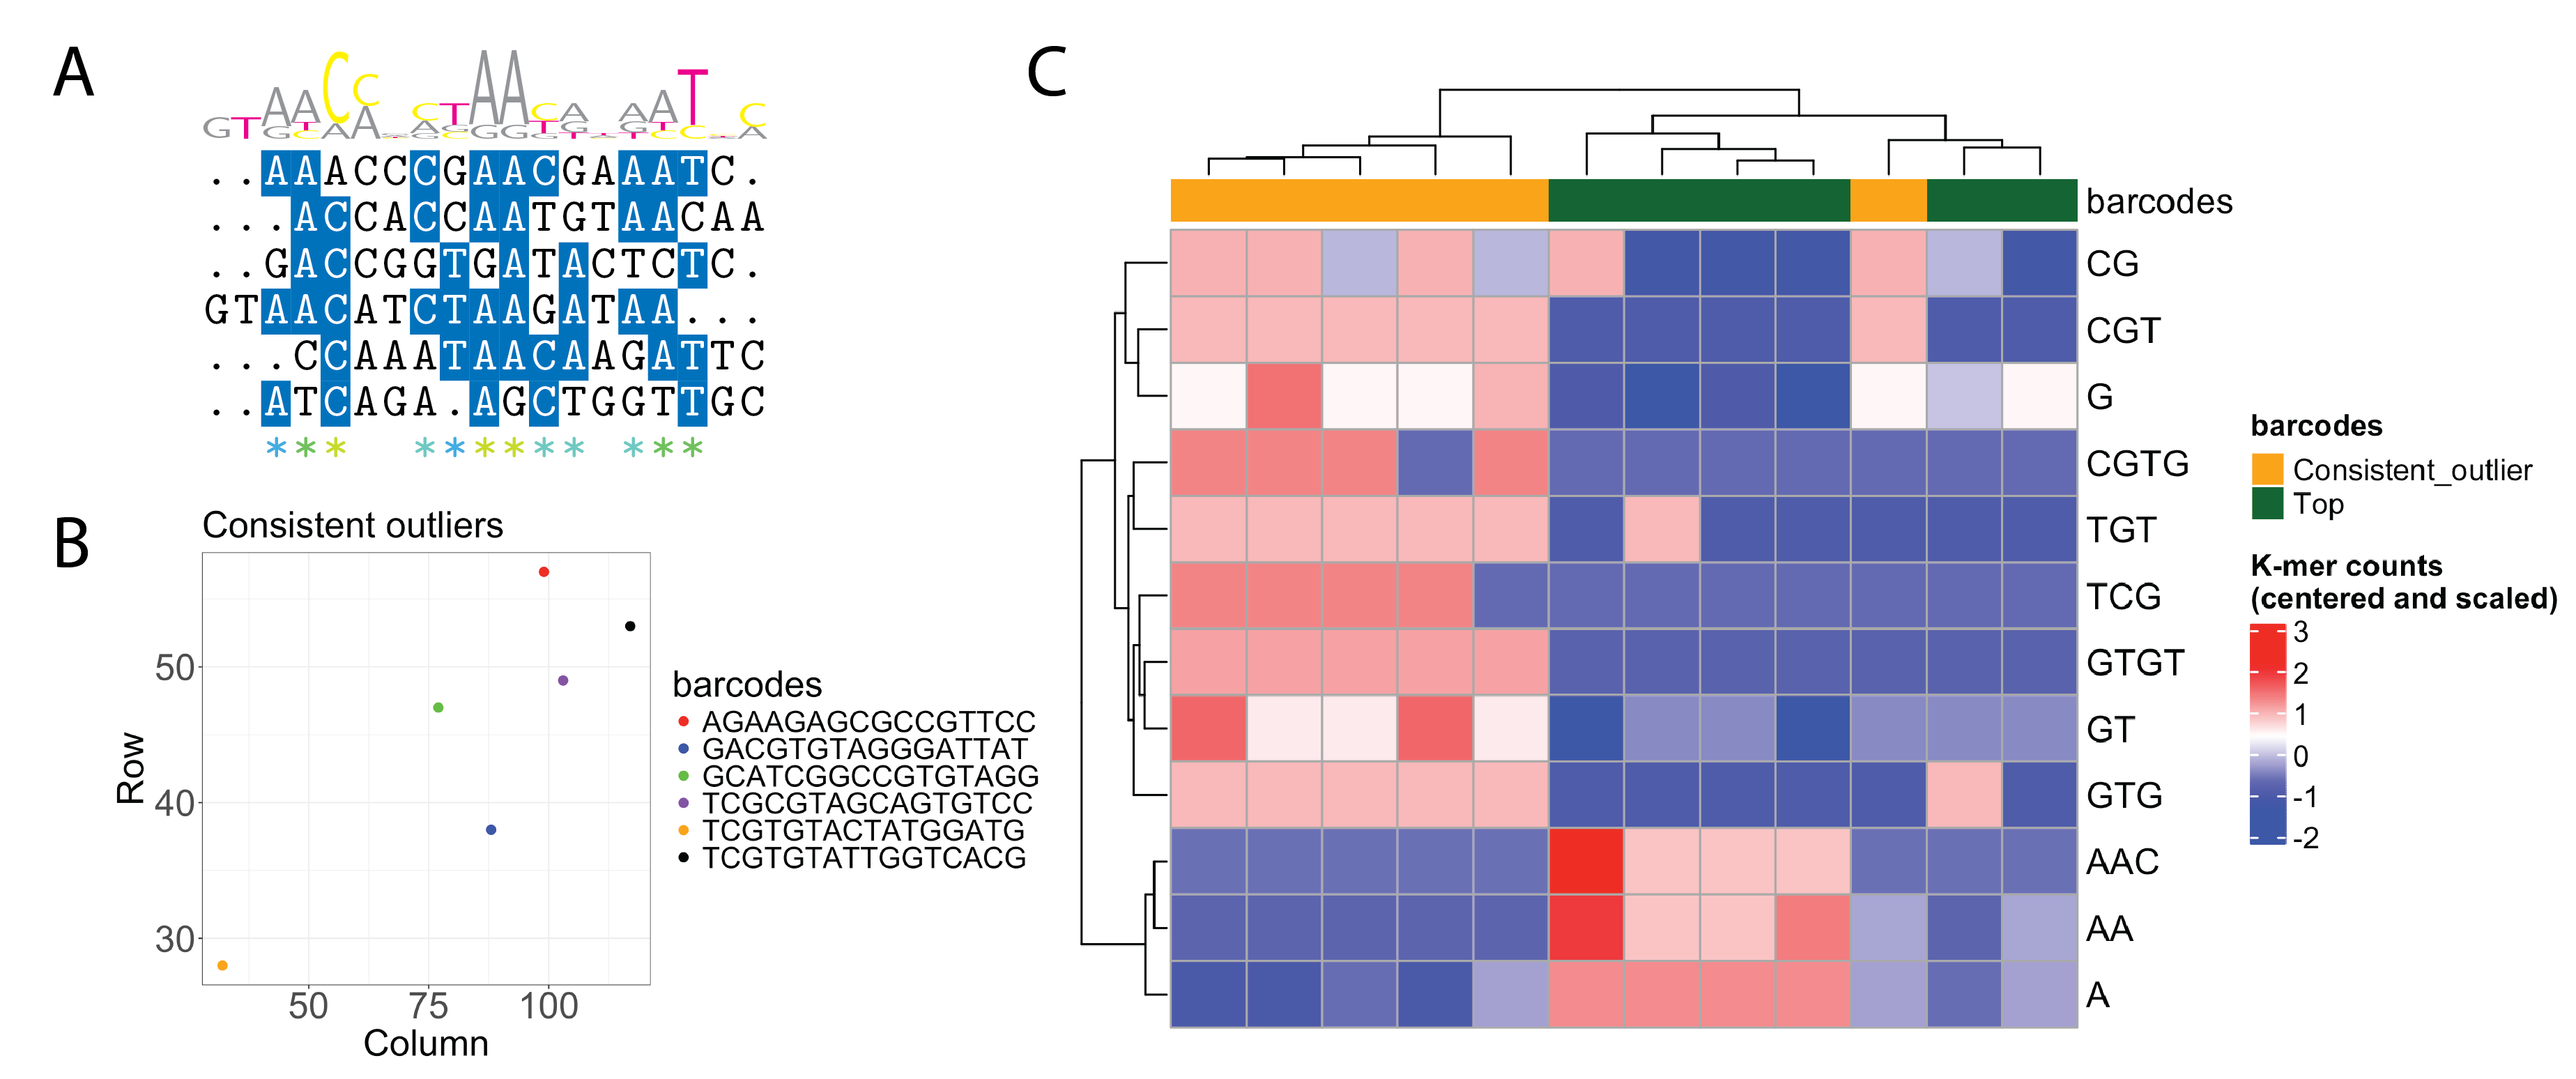 A
..AAACCCGAACGAAATC.
...ACCACCAATGTAACAA
..GACCGGTGATACTCTC.
GTAACATCTAAGATAA...
...CCAAATAACAAGATTC
..ATCAGA.AGCTGGTTGC
*** ****** ***
B
Consistent outliers
Row
50
40
30
50 75 100
Column
barcodes
AGAAGAGCGCCGTTCC
GACGTGTAGGGATTAT
GCATCGGCCGTGTAGG
TCGCGTAGCAGTGTCC
TCGTGTACTATGGATG
TCGTGTATTGGTCACG
C
barcodes
CG
CGT
G
CGTG
TGT
TCG
GTGT
GT
GTG
AAC
AA
A
barcodes
Consistent_outlier
Top
K-mer counts
(centered and scaled)
3
2
1
0
-1
-2